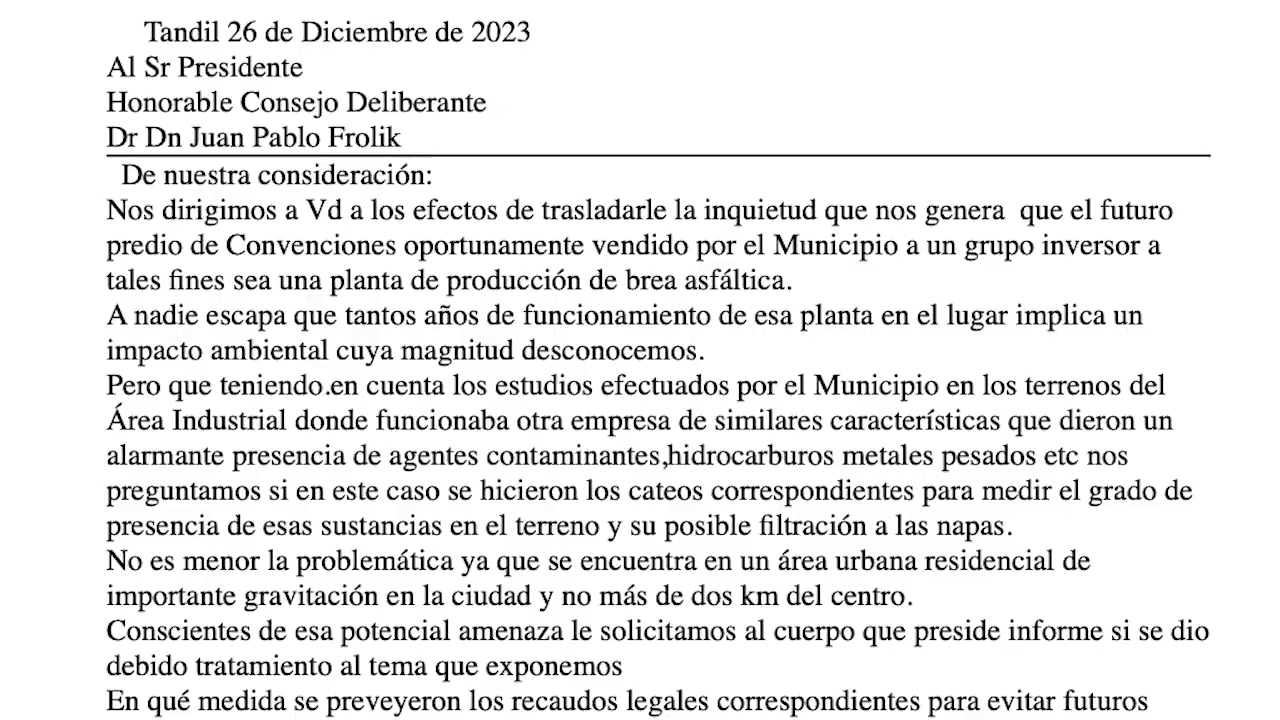 Tandil 26 de Diciembre de 2023
Al Sr Presidente
Honorable Consejo Deliberante
Dr Dn Juan Pablo Frolik
De nuestra consideración:
Nos dirigimos a Vd a los efectos de trasladarle la inquietud que nos genera  que el futuro
predio de Convenciones oportunamente vendido por el Municipio a un grupo inversor a
tales fines sea una planta de producción de brea asfáltica.
A nadie escapa que tantos años de funcionamiento de esa planta en el lugar implica un
impacto ambiental cuya magnitud desconocemos.
Pero que teniendo.en cuenta los estudios efectuados por el Municipio en los terrenos del
Área Industrial donde funcionaba otra empresa de similares características que dieron un
alarmante presencia de agentes contaminantes,hidrocarburos metales pesados etc nos
preguntamos si en este caso se hicieron los cateos correspondientes para medir el grado de
presencia de esas sustancias en el terreno y su posible filtración a las napas.
No es menor la problemática ya que se encuentra en un área urbana residencial de
importante gravitación en la ciudad y no más de dos km del centro.
Conscientes de esa potencial amenaza le solicitamos al cuerpo que preside informe si se dio
debido tratamiento al tema que exponemos
En qué medida se preveyeron los recaudos legales correspondientes para evitar futuros